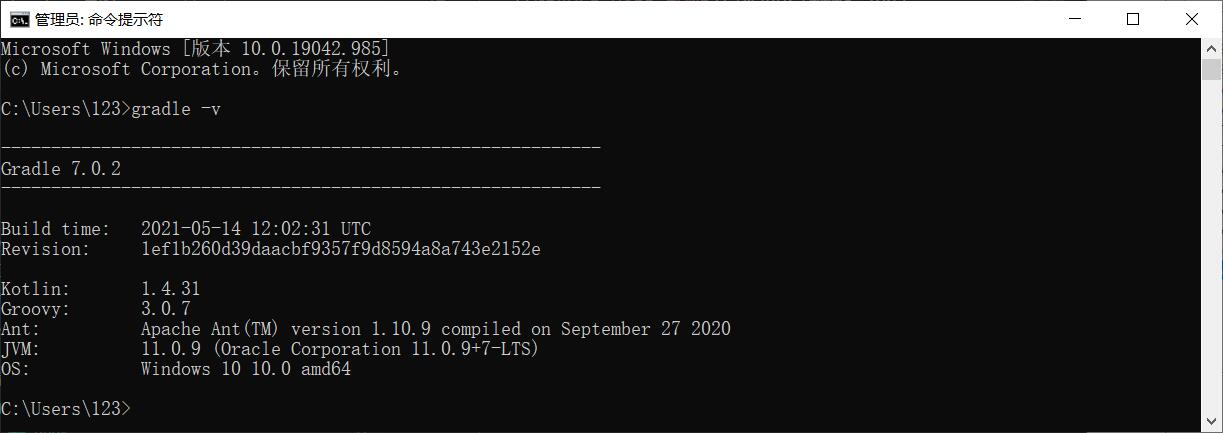 管理员: 命令提示符
Microsoft Windows [版本 10.0.19042.985]
(c) Microsoft Corporation。保留所有权利。
C:\Users\123>gradle -v
------------------------------------------------------------
Gradle 7.0.2
------------------------------------------------------------
Build time:   2021-05-14 12:02:31 UTC
Revision:     1ef1b260d39daacbf9357f9d8594a8a743e2152e
Kotlin:       1.4.31
Groovy:       3.0.7
Ant:          Apache Ant(TM) version 1.10.9 compiled on September 27 2020
JVM:          11.0.9 (Oracle Corporation 11.0.9+7-LTS)
OS:           Windows 10 10.0 amd64
C:\Users\123>